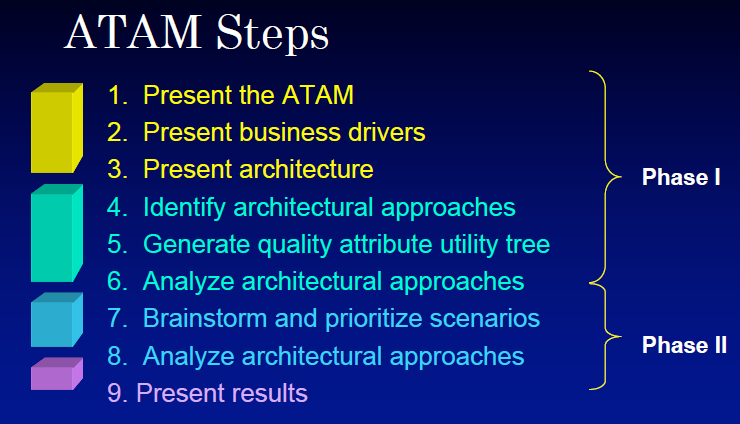 ATAM Steps
1. Present the ATAM
2. Present business drivers
3. Present architecture
Phase I
4. Identify architectural approaches
5. Generate quality attribute utility tree
6. Analyze architectural approaches
7. Brainstorm and prioritize scenarios
Phase II
8. Analyze architectural approaches
9. Present results